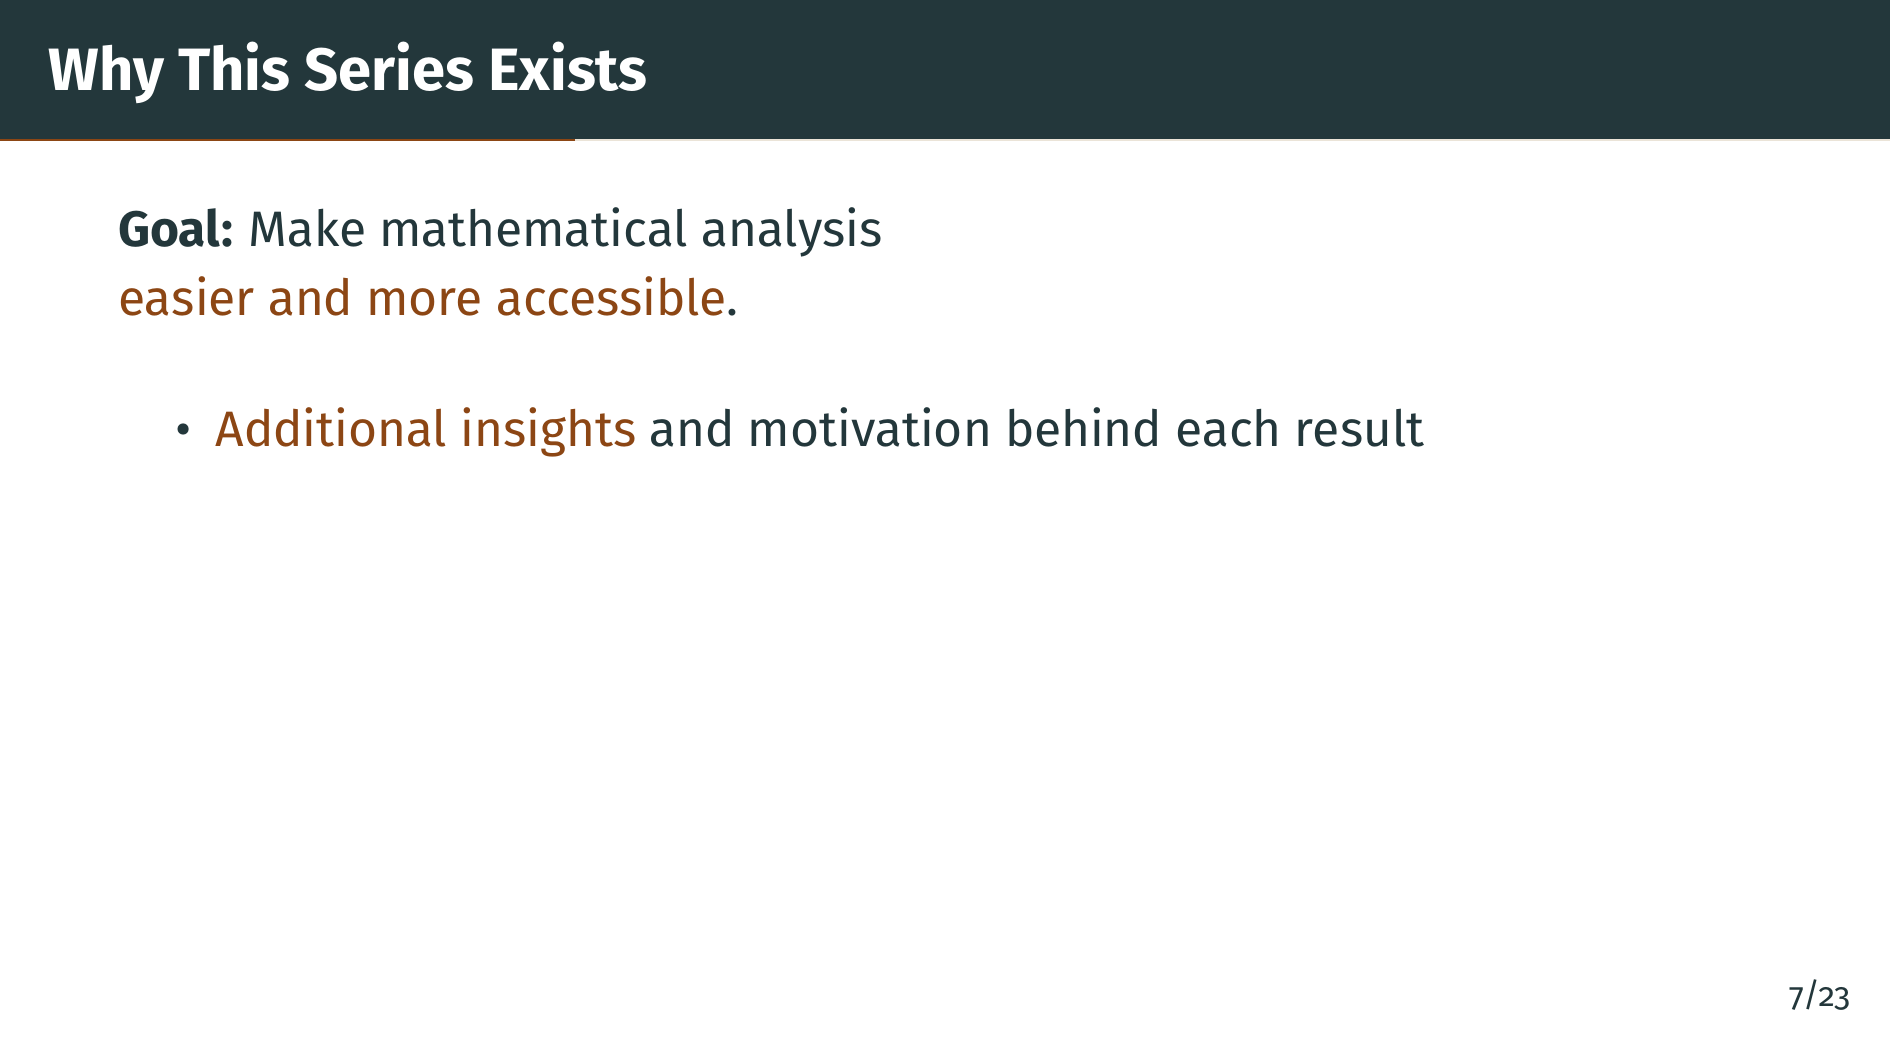 Why This Series Exists
Goal: Make mathematical analysis
easier and more accessible.
• Additional insights and motivation behind each result
7/23